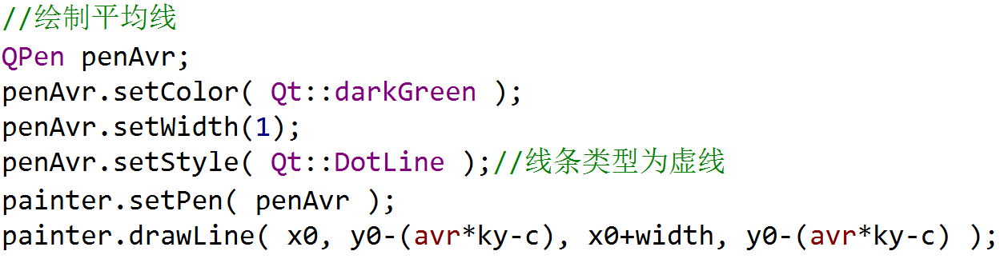 //绘制平均线
QPen penAvr;
penAvr.setColor( Qt::darkGreen );
penAvr.setWidth(1);
penAvr.setStyle( Qt::DotLine );//线条类型为虚线
painter.setPen( penAvr );
painter.drawLine( x0, y0-(avr*ky-c), x0+width, y0-(avr*ky-c) );